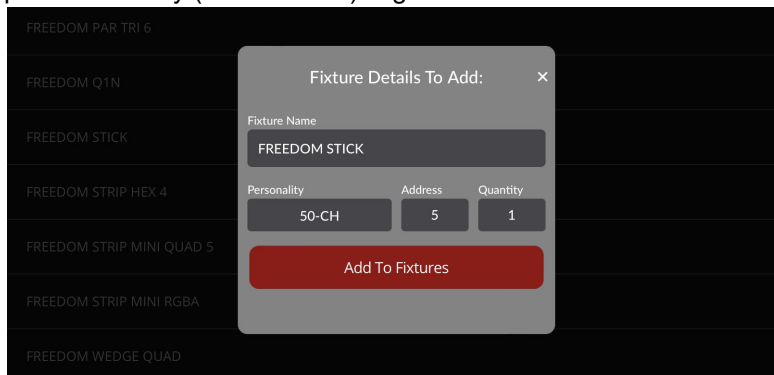 FREEDOM PAR TRI 6
FREEDOM Q1N
FREEDOM STICK
FREEDOM STRIP HEX 4
FREEDOM STRIP MINI QUAD 5
FREEDOM STRIP MINI RGBA
FREEDOM WEDGE QUAD
Fixture Details To Add: ×
Fixture Name
FREEDOM STICK
Personality Address Quantity
50-CH 5 1
Add To Fixtures